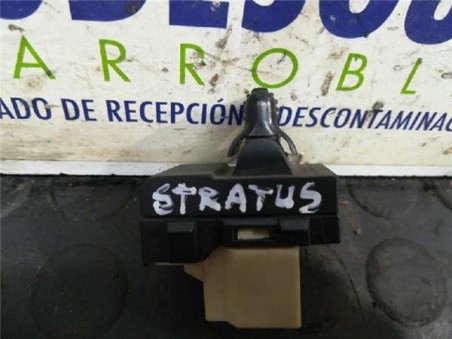 ARROBL
ADO DE RECEPCIÓN Y DESCONTAMINAC
STRATUS